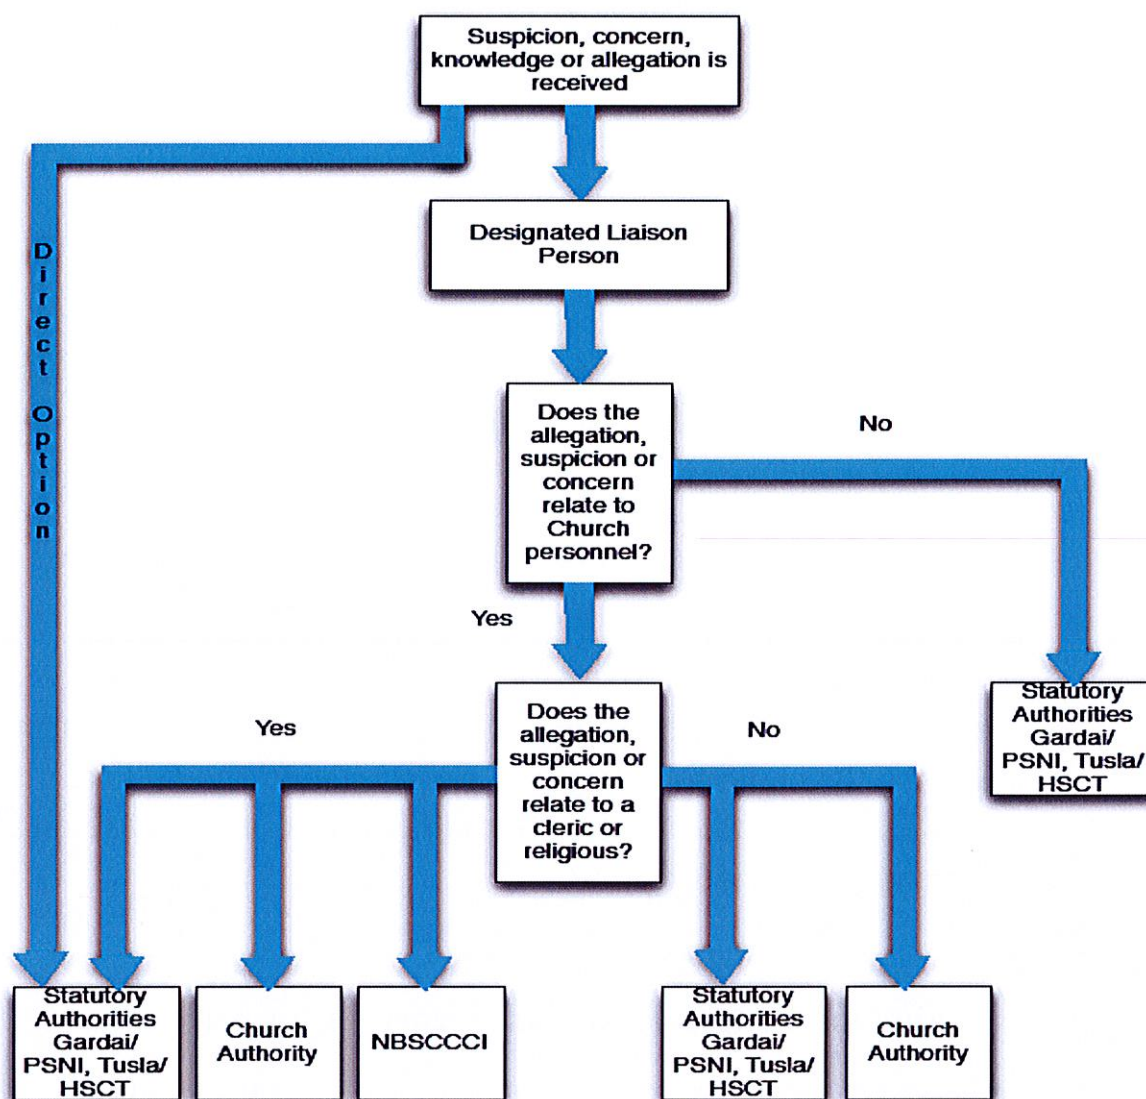 Suspicion, concern,
knowledge or allegation is
received
Direct Option
Designated Liaison
Person
Does the
allegation,
suspicion or
concern
relate to
Church
personnel?
No
Yes
Statutory
Authorities
Gardai/
PSNI, Tusla/
HSCT
Does the
allegation,
suspicion or
concern
relate to a
cleric or
religious?
Yes
No
Statutory
Authorities
Gardai/
PSNI, Tusla/
HSCT
Church
Authority
NBSCCCI
Statutory
Authorities
Gardai/
PSNI, Tusla/
HSCT
Church
Authority